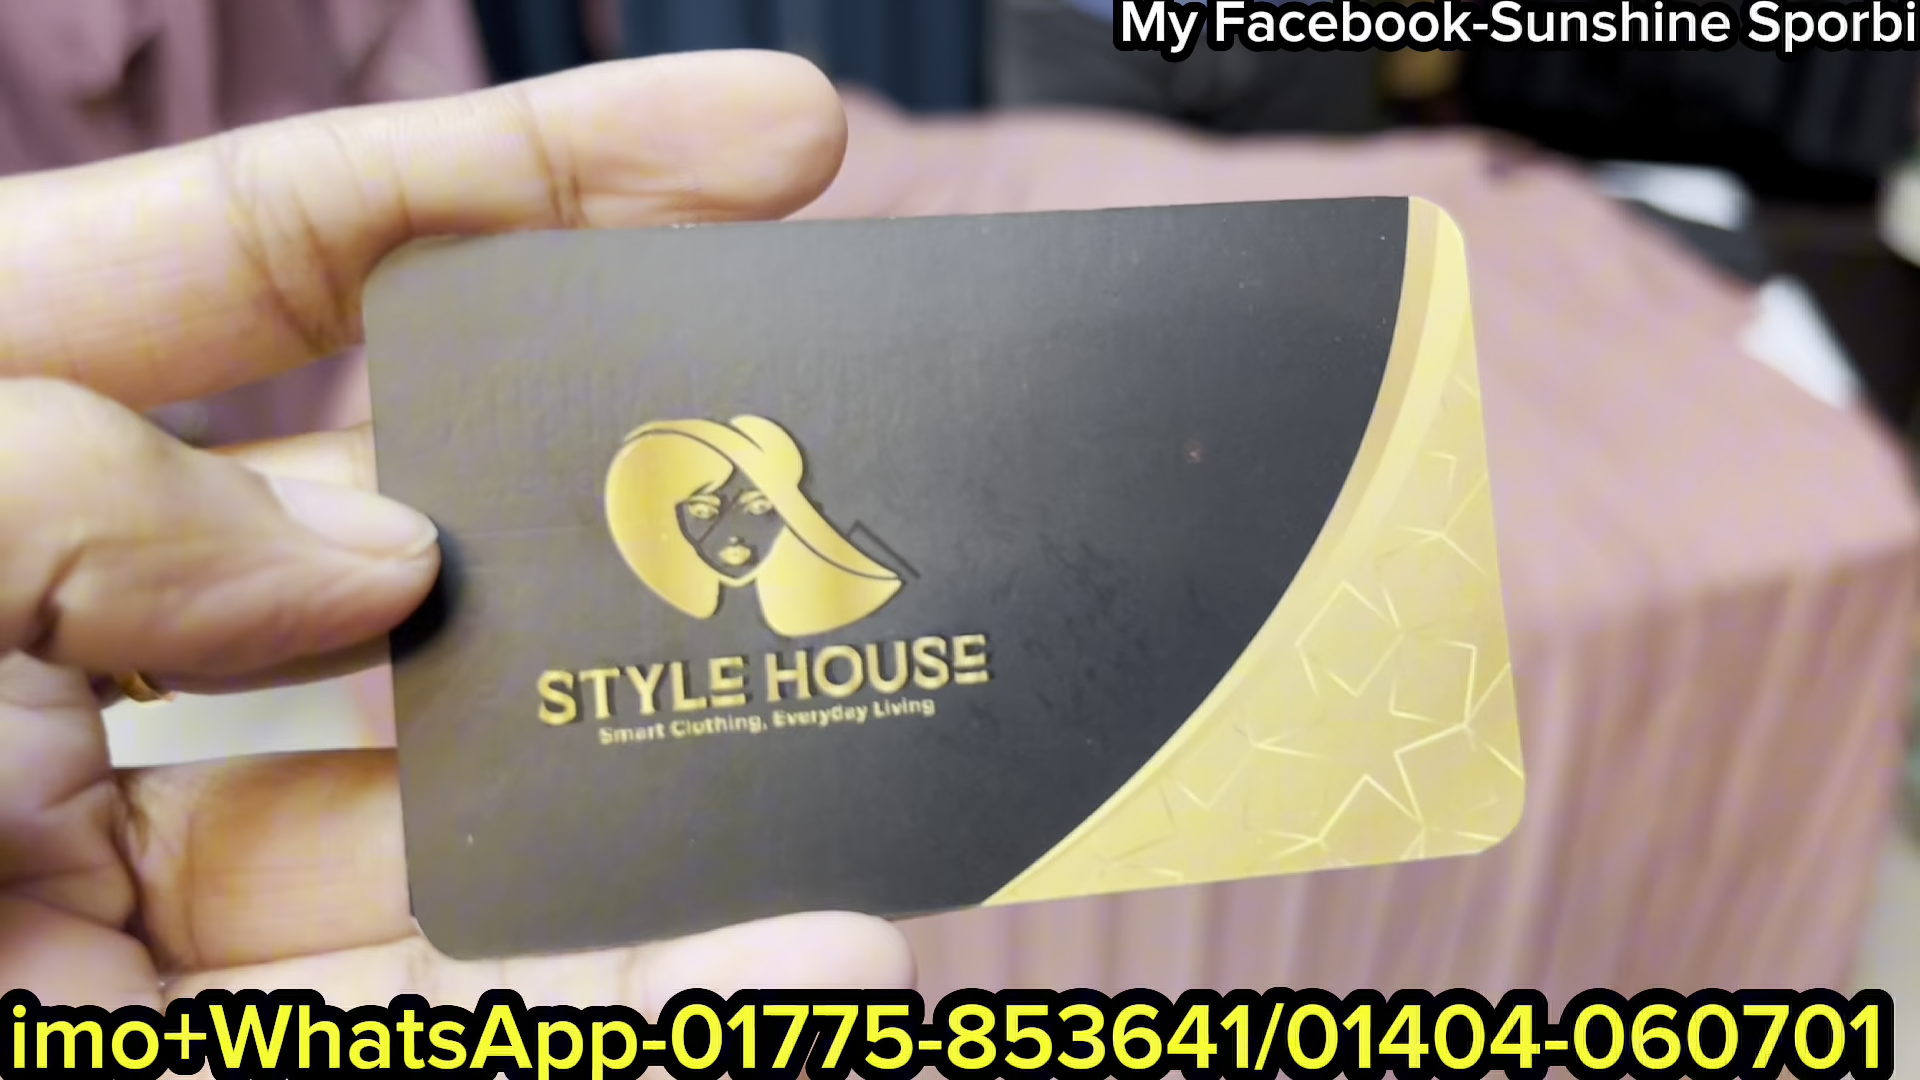 My Facebook-Sunshine Sporbi
STYLE HOUSE
Smart Clothing, Everyday Living
imo+WhatsApp-01775-853641/01404-060701